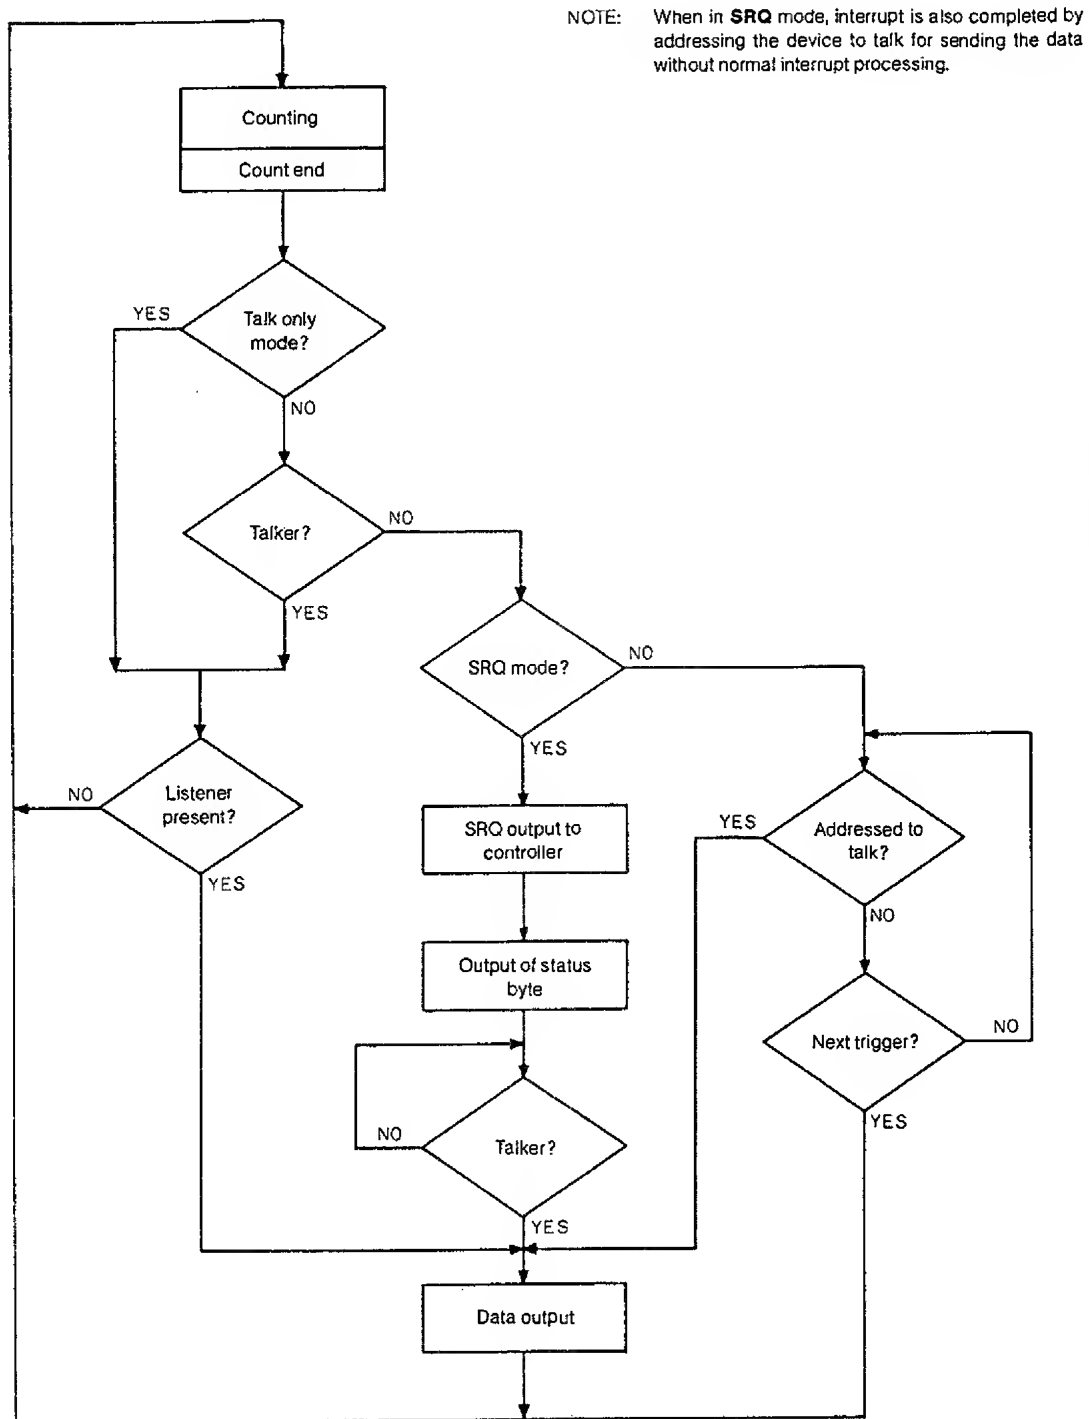 NOTE: When in SRQ mode, interrupt is also completed by
addressing the device to talk for sending the data
without normal interrupt processing.
Counting
Count end
YES
Talk only
mode?
NO
Talker?
NO
YES
SRQ mode?
NO
YES
NO
Listener
present?
YES
SRQ output to
controller
YES
Addressed to
talk?
NO
Output of status
byte
Next trigger?
NO
YES
NO
Talker?
YES
Data output